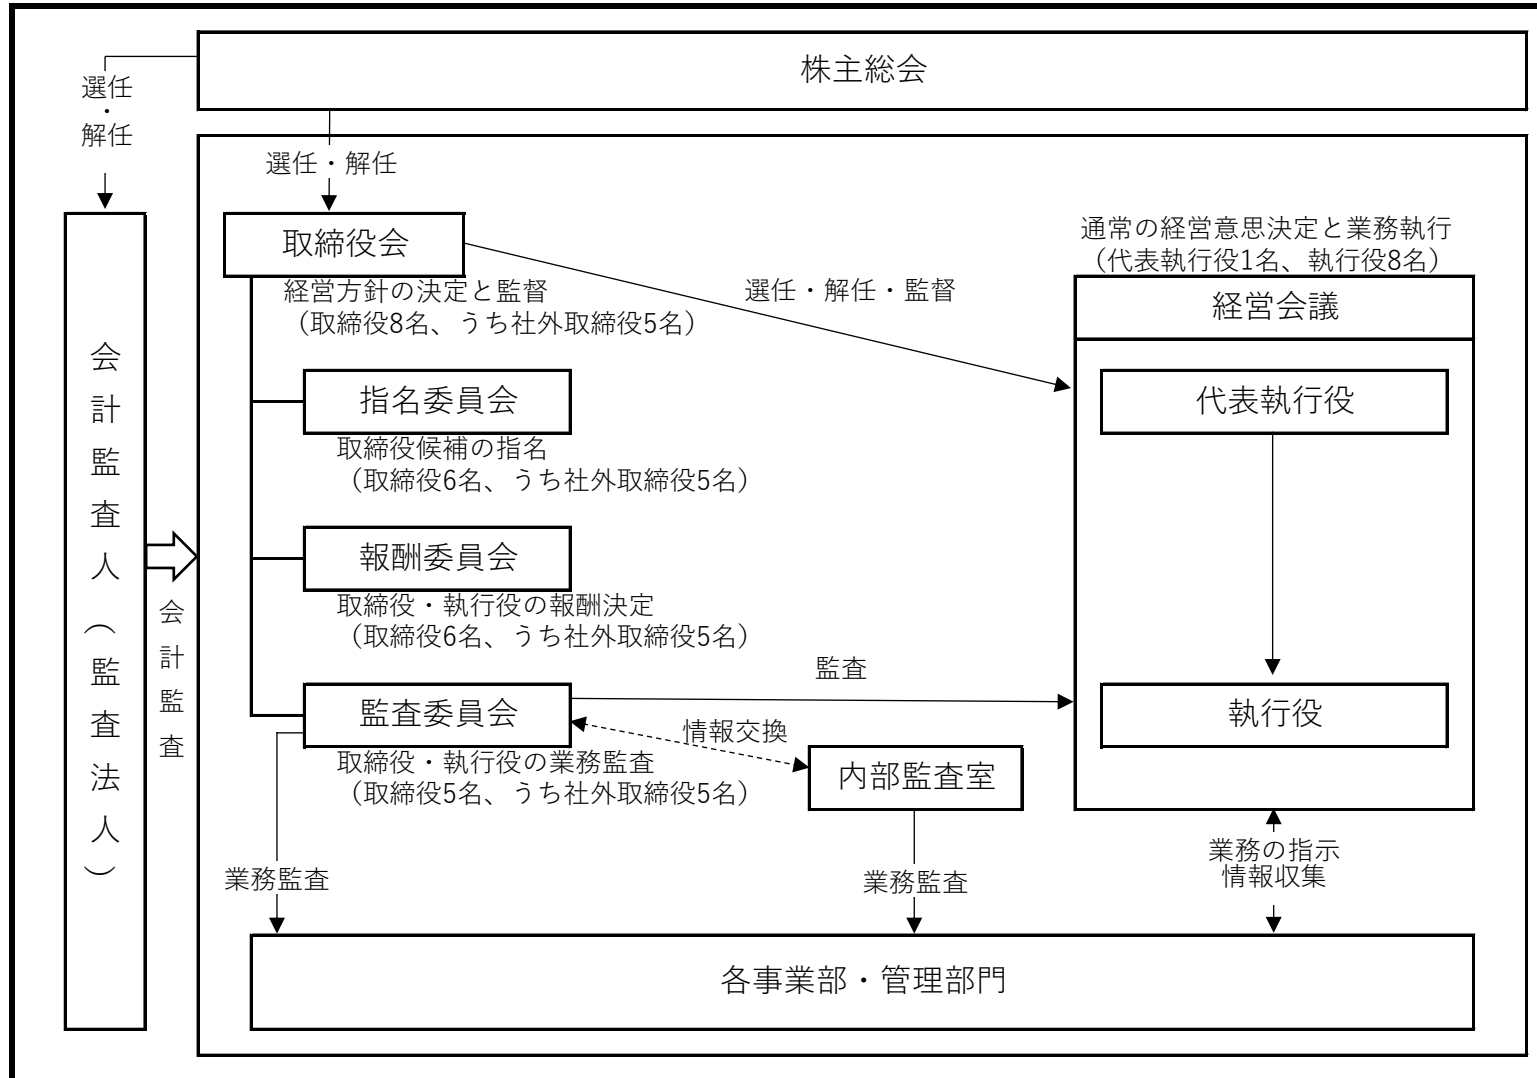 株主総会
選任
・
解任
選任・解任
取締役会
経営方針の決定と監督
（取締役8名、うち社外取締役5名）
選任・解任・監督
通常の経営意思決定と業務執行
（代表執行役1名、執行役8名）
経営会議
代表執行役
執行役
指名委員会
取締役候補の指名
（取締役6名、うち社外取締役5名）
報酬委員会
取締役・執行役の報酬決定
（取締役6名、うち社外取締役5名）
監査
監査委員会
情報交換
取締役・執行役の業務監査
（取締役5名、うち社外取締役5名）
内部監査室
会計監査人（監査法人）
会計監査
業務監査
業務監査
業務の指示
情報収集
各事業部・管理部門